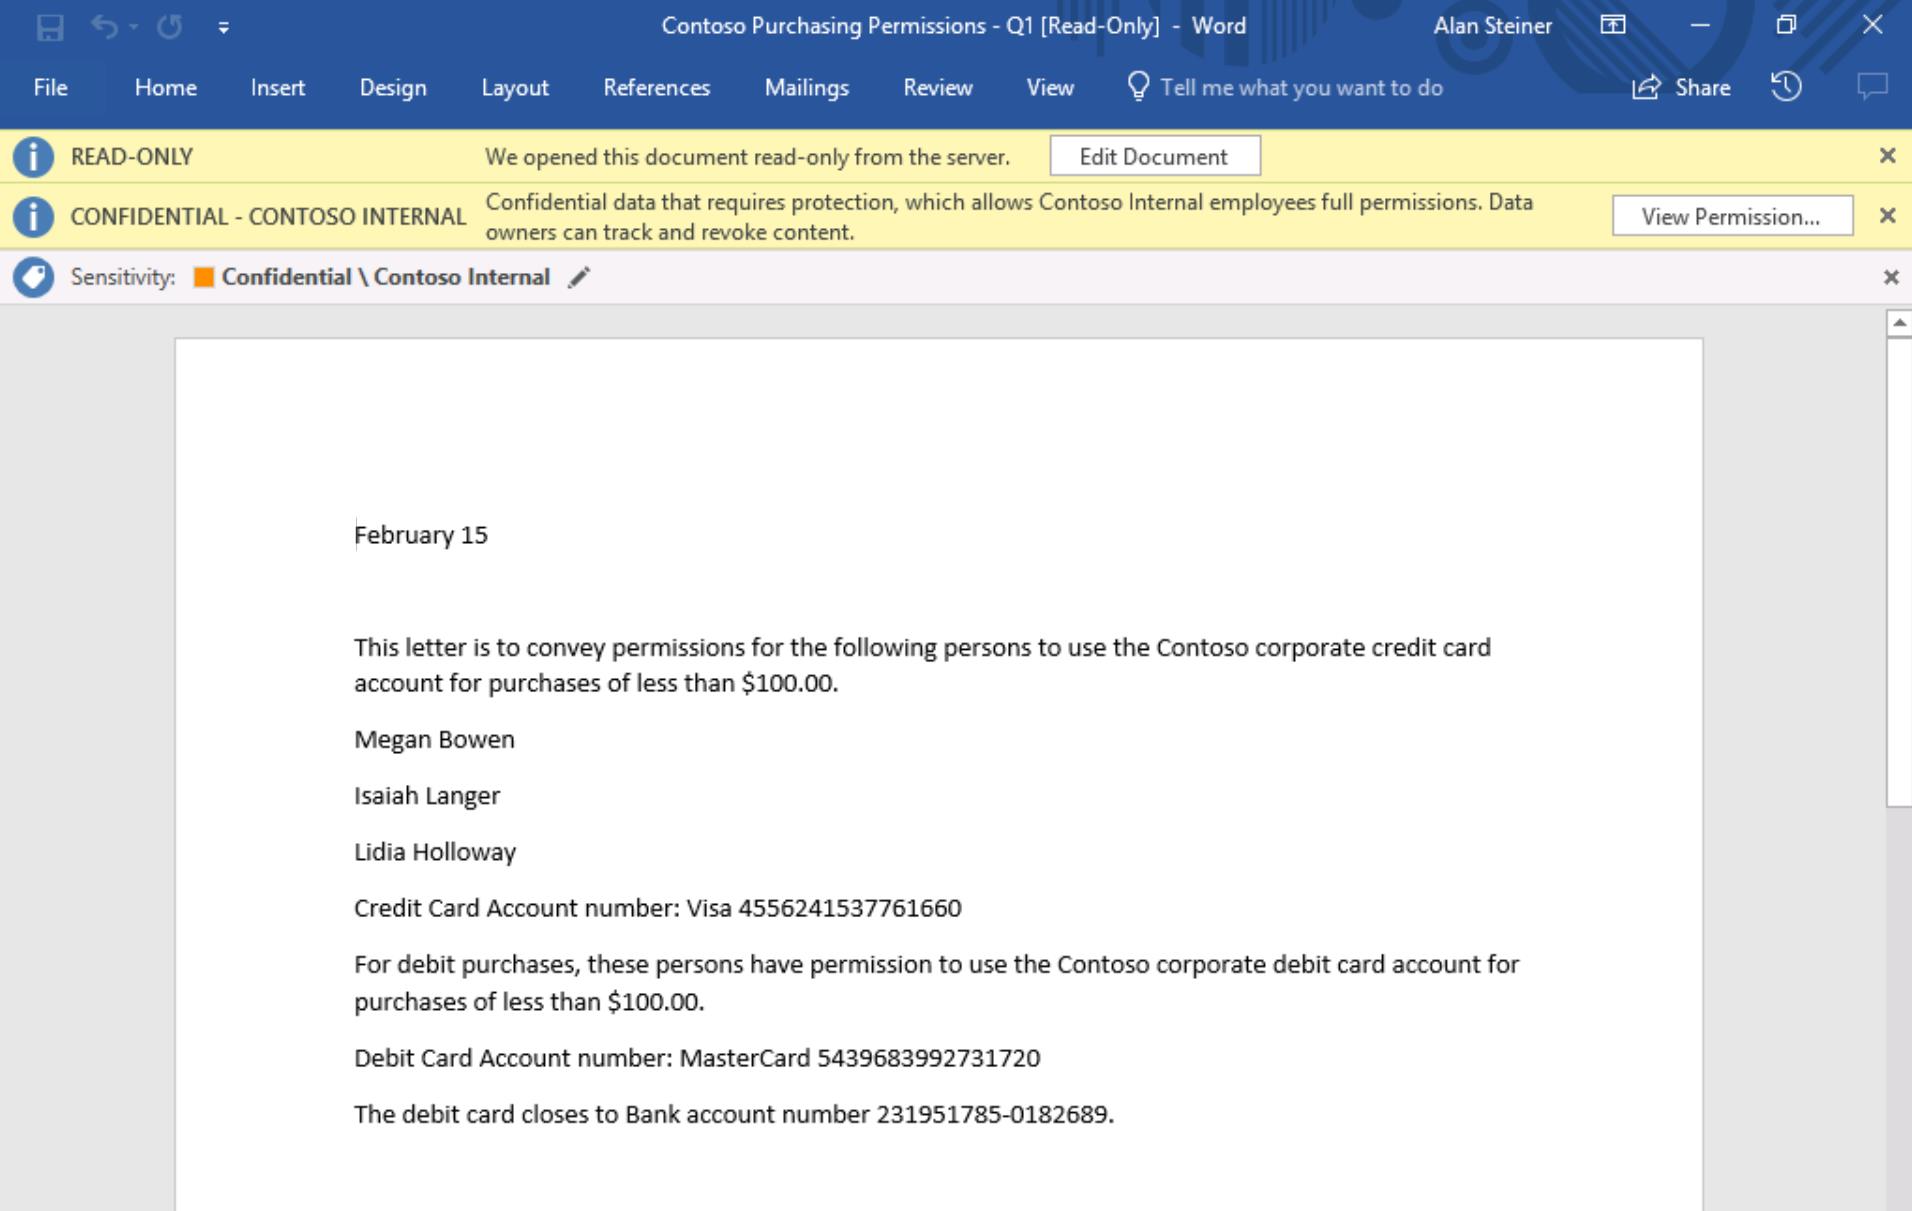 Contoso Purchasing Permissions - Q1 [Read-Only] - Word
Alan Steiner
File Home Insert Design Layout References Mailings Review View Tell me what you want to do Share
READ-ONLY We opened this document read-only from the server. Edit Document
CONFIDENTIAL - CONTOSO INTERNAL Confidential data that requires protection, which allows Contoso Internal employees full permissions. Data
owners can track and revoke content. View Permission...
Sensitivity: Confidential \ Contoso Internal
February 15
This letter is to convey permissions for the following persons to use the Contoso corporate credit card
account for purchases of less than $100.00.
Megan Bowen
Isaiah Langer
Lidia Holloway
Credit Card Account number: Visa 4556241537761660
For debit purchases, these persons have permission to use the Contoso corporate debit card account for
purchases of less than $100.00.
Debit Card Account number: MasterCard 5439683992731720
The debit card closes to Bank account number 231951785-0182689.